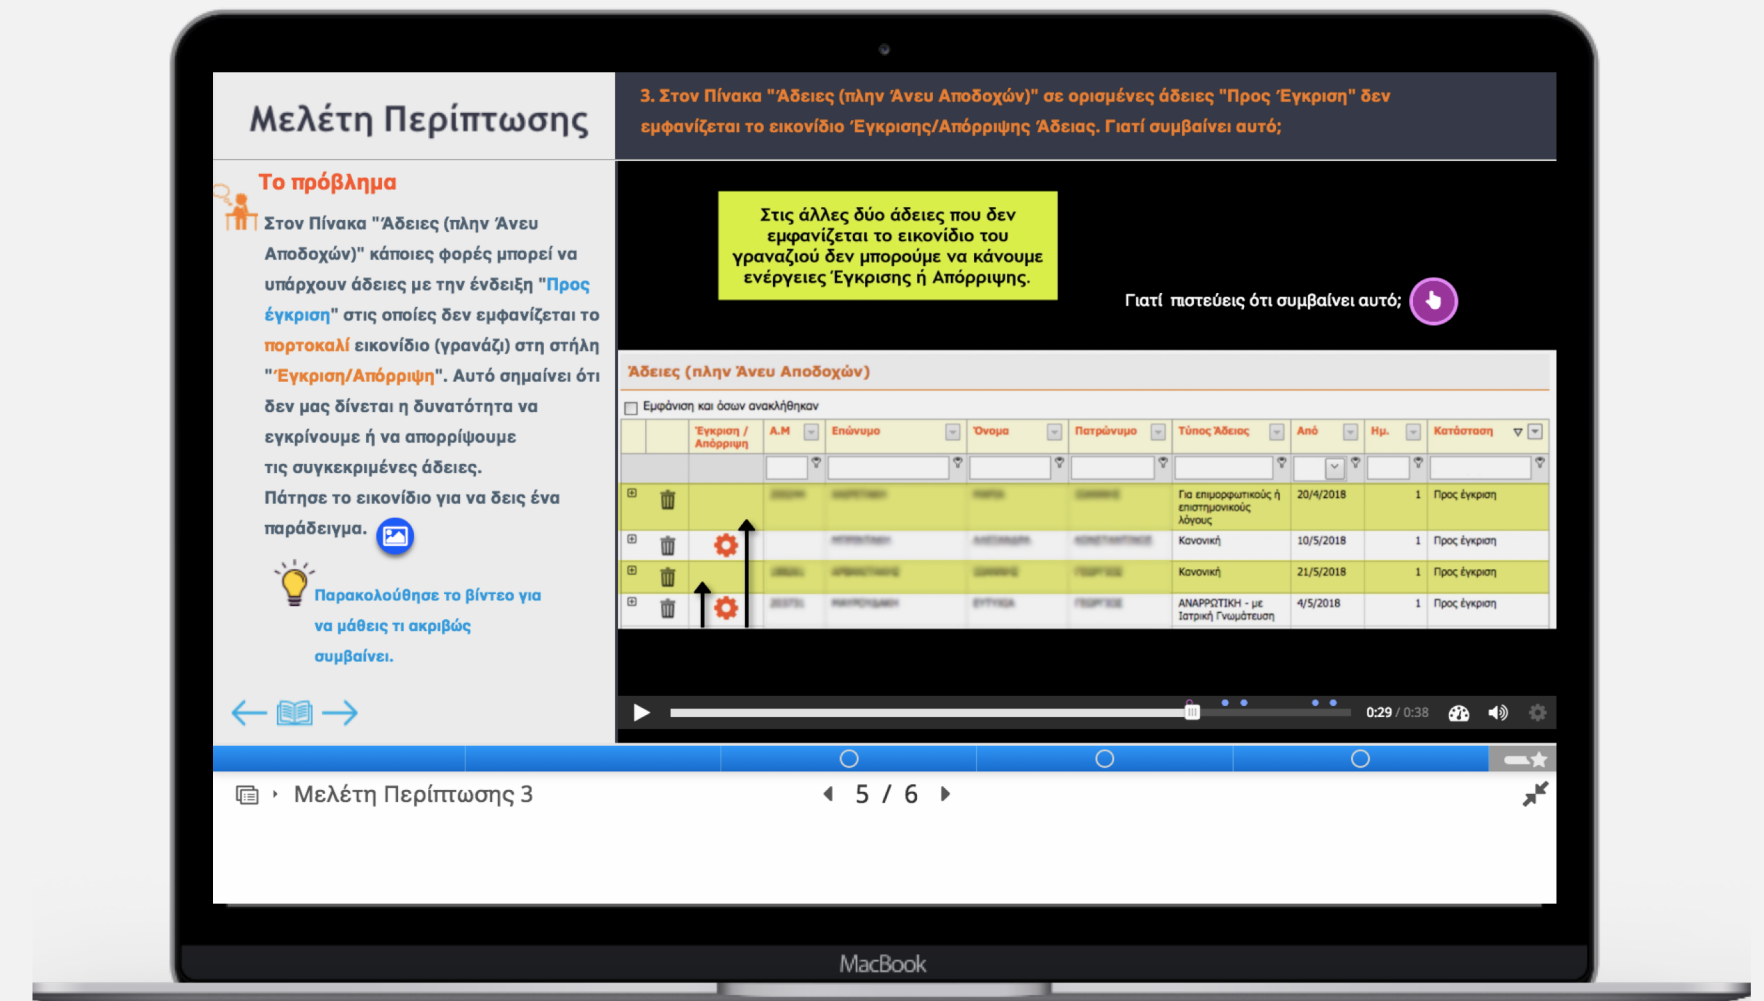 Μελέτη Περίπτωσης
3. Στον Πίνακα "Άδειες (πλην Άνευ Αποδοχών)" σε ορισμένες άδειες "Προς Έγκριση" δεν
εμφανίζεται το εικονίδιο Έγκρισης/Απόρριψης Άδειας. Γιατί συμβαίνει αυτό;
Το πρόβλημα
Στον Πίνακα "Άδειες (πλην Άνευ
Αποδοχών)" κάποιες φορές μπορεί να
υπάρχουν άδειες με την ένδειξη "Προς
έγκριση" στις οποίες δεν εμφανίζεται το
πορτοκαλί εικονίδιο (γρανάζι) στη στήλη
"Έγκριση/Απόρριψη". Αυτό σημαίνει ότι
δεν μας δίνεται η δυνατότητα να
εγκρίνουμε ή να απορρίψουμε
τις συγκεκριμένες άδειες.
Πάτησε το εικονίδιο για να δεις ένα
παράδειγμα.
Παρακολούθησε το βίντεο για
να μάθεις τι ακριβώς
συμβαίνει.
Στις άλλες δύο άδειες που δεν
εμφανίζεται το εικονίδιο του
γραναζιού δεν μπορούμε να κάνουμε
ενέργειες Έγκρισης ή Απόρριψης.
Γιατί πιστεύεις ότι συμβαίνει αυτό;
Άδειες (πλην Άνευ Αποδοχών)
Εμφάνιση και όσων ανακλήθηκαν
Έγκριση / Απόρριψη Α.Μ Επώνυμο Όνομα Πατρώνυμο Τύπος Άδειας Από Ημ. Κατάσταση
Για επιμορφωτικούς ή επιστημονικούς λόγους 20/4/2018 1 Προς έγκριση
Κανονική 10/5/2018 1 Προς έγκριση
Κανονική 21/5/2018 1 Προς έγκριση
ΑΝΑΡΡΩΤΙΚΗ - με Ιατρική Γνωμάτευση 4/5/2018 1 Προς έγκριση
0:29 / 0:38
Μελέτη Περίπτωσης 3
5 / 6
MacBook